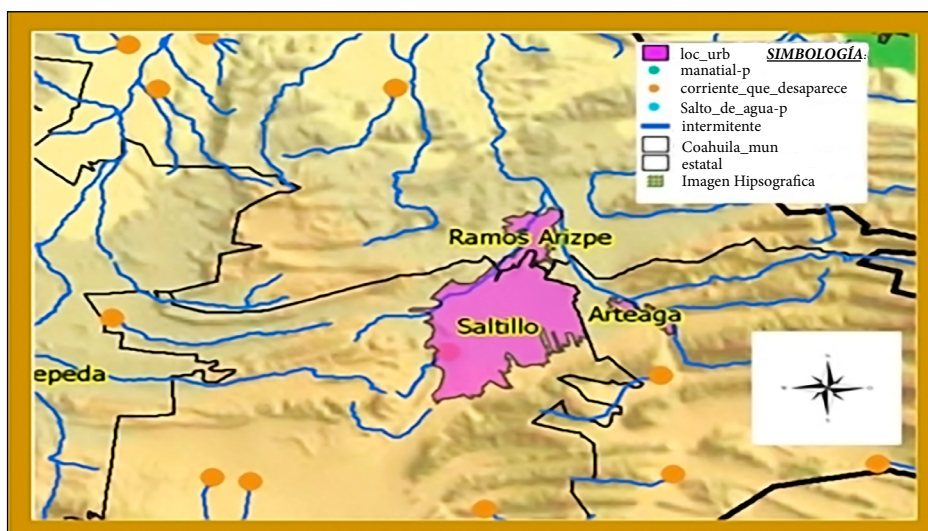 SIMBOLOGÍA:
loc_urb
manatial-p
corriente_que_desaparece
Salto_de_agua-p
intermitente
Coahuila_mun
estatal
Imagen Hipsografica
Ramos Arizpe
Saltillo
Arteaga
epeda